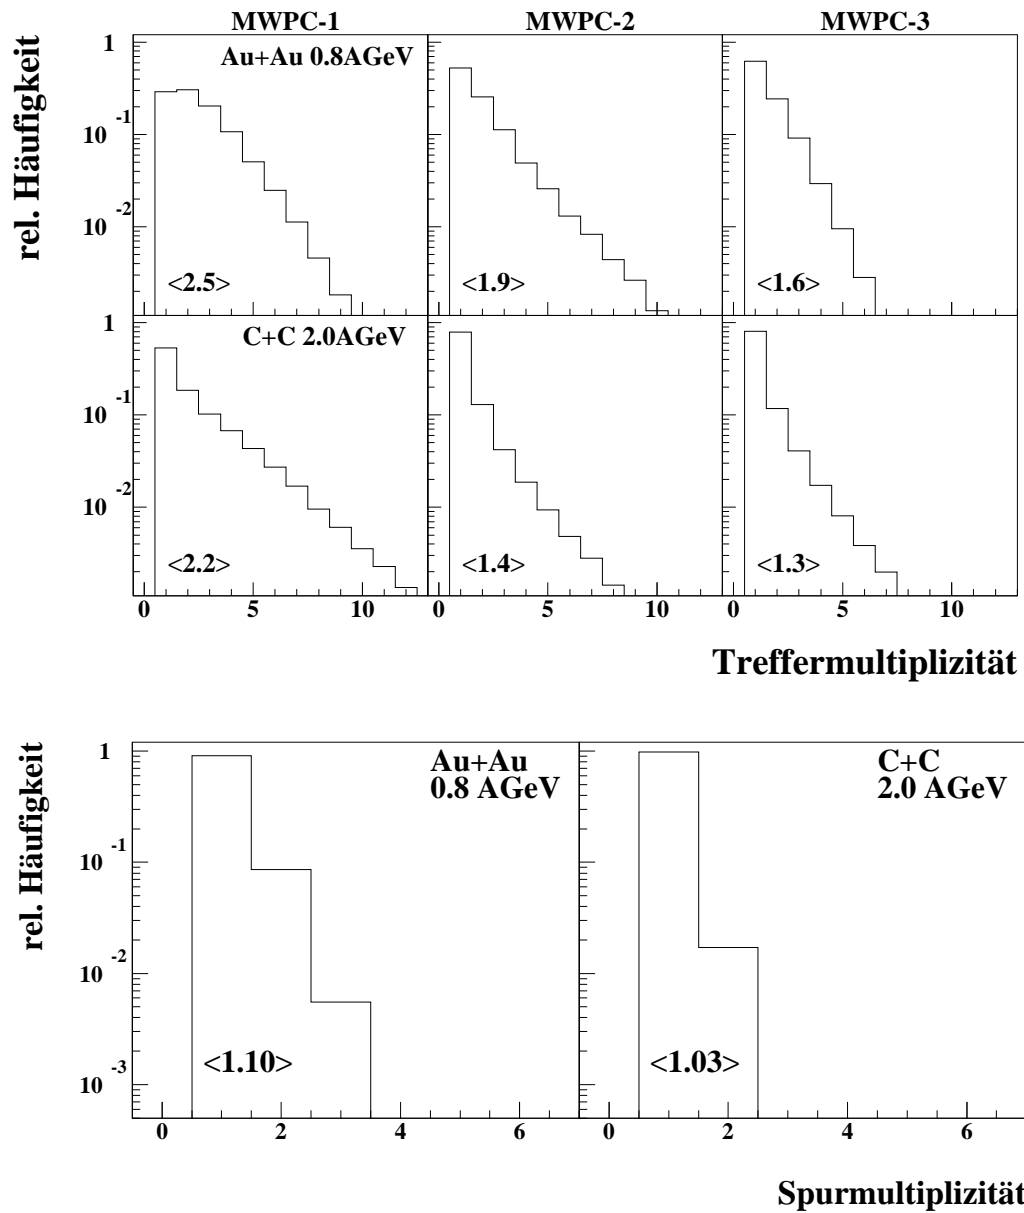 MWPC-1 MWPC-2 MWPC-3
rel. Häufigkeit
1
10 -1
10 -2
Au+Au 0.8AGeV
<2.5> <1.9> <1.6>
1
10 -1
10 -2
C+C 2.0AGeV
<2.2> <1.4> <1.3>
0 5 10 0 5 10 0 5 10
Treffermultiplizität
rel. Häufigkeit
1
10 -1
10 -2
10 -3
Au+Au
0.8 AGeV
C+C
2.0 AGeV
<1.10> <1.03>
0 2 4 6 0 2 4 6
Spurmultiplizität